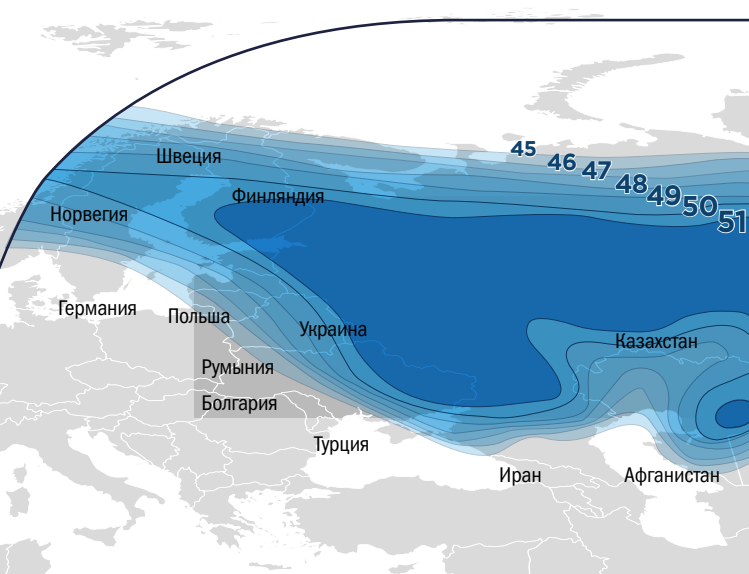 45
46
47
48
49
50
51
Швеция
Финляндия
Норвегия
Германия
Польша
Украина
Казахстан
Румыния
Болгария
Турция
Иран
Афганистан